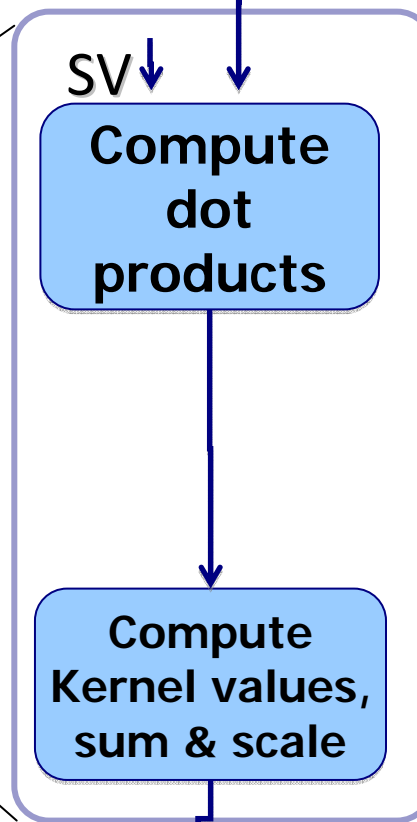 SV
Compute
dot
products
Compute
Kernel values,
sum & scale